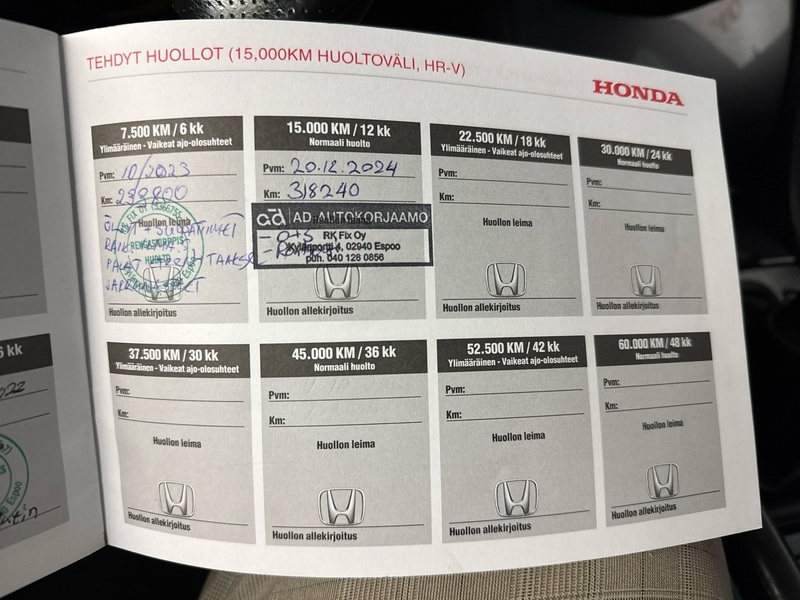 TEHDYT HUOLLOT (15,000KM HUOLTOVÄLI, HR-V)
HONDA
7.500 KM / 6 kk
Ylimääräinen - Vaikeat ajo-olosuhteet
Pvm: 10/2023
Km:
Huollon leima
HUOLTO
Huollon allekirjoitus
15.000 KM / 12 kk
Normaali huolto
Pvm: 20.12.2024
Km: 318240
ad AD-AUTOKORJAAMO
RK Fix Oy
02940 Espoo
puh. 040 128 0856
Huollon allekirjoitus
22.500 KM / 18 kk
Ylimääräinen - Vaikeat ajo-olosuhteet
Pvm:
Km:
Huollon leima
Huollon allekirjoitus
30.000 KM / 24 kk
Normaali huolto
Pvm:
Km:
Huollon leima
Huollon allekirjoitus
37.500 KM / 30 kk
Ylimääräinen - Vaikeat ajo-olosuhteet
Pvm:
Km:
Huollon leima
Huollon allekirjoitus
45.000 KM / 36 kk
Normaali huolto
Pvm:
Km:
Huollon leima
Huollon allekirjoitus
52.500 KM / 42 kk
Ylimääräinen - Vaikeat ajo-olosuhteet
Pvm:
Km:
Huollon leima
Huollon allekirjoitus
60.000 KM / 48 kk
Normaali huolto
Pvm:
Km:
Huollon leima
Huollon allekirjoitus
kk
Espoo